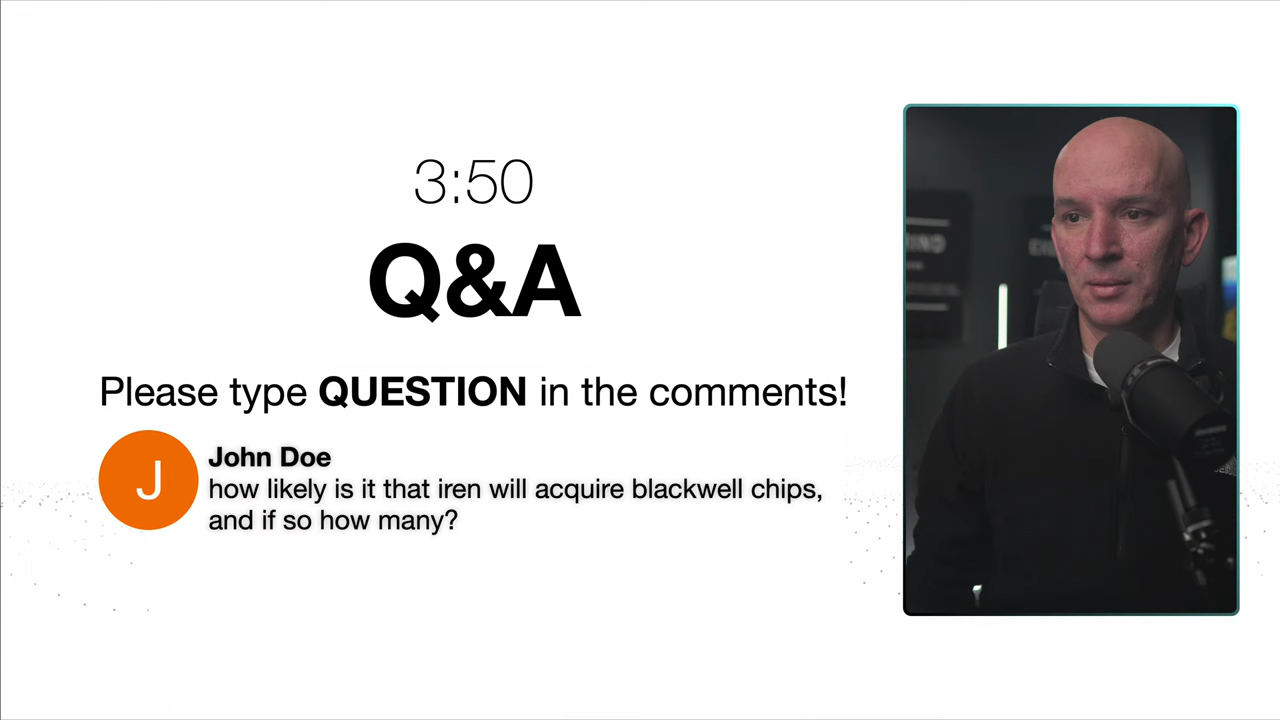 3:50
Q&A
Please type QUESTION in the comments!
J
John Doe
how likely is it that iren will acquire blackwell chips,
and if so how many?